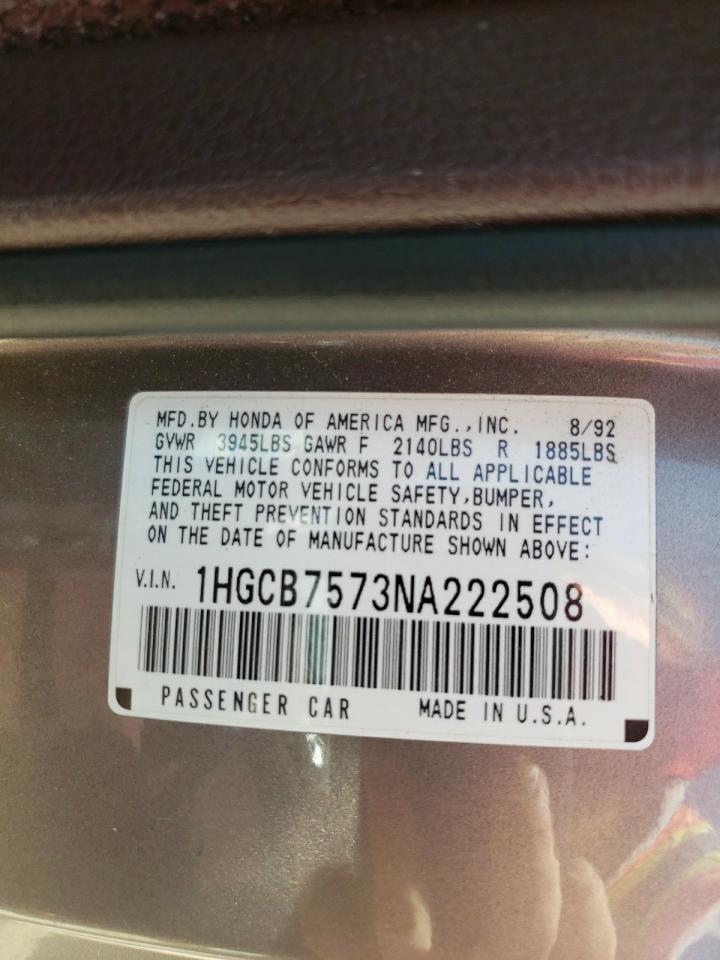 MFD.BY HONDA OF AMERICA MFG.,INC. 8/92
GVWR 3945LBS GAWR F 2140LBS R 1885LBS
THIS VEHICLE CONFORMS TO ALL APPLICABLE
FEDERAL MOTOR VEHICLE SAFETY,BUMPER,
AND THEFT PREVENTION STANDARDS IN EFFECT
ON THE DATE OF MANUFACTURE SHOWN ABOVE:
V.I.N. 1HGCB7573NA222508
PASSENGER CAR MADE IN U.S.A.